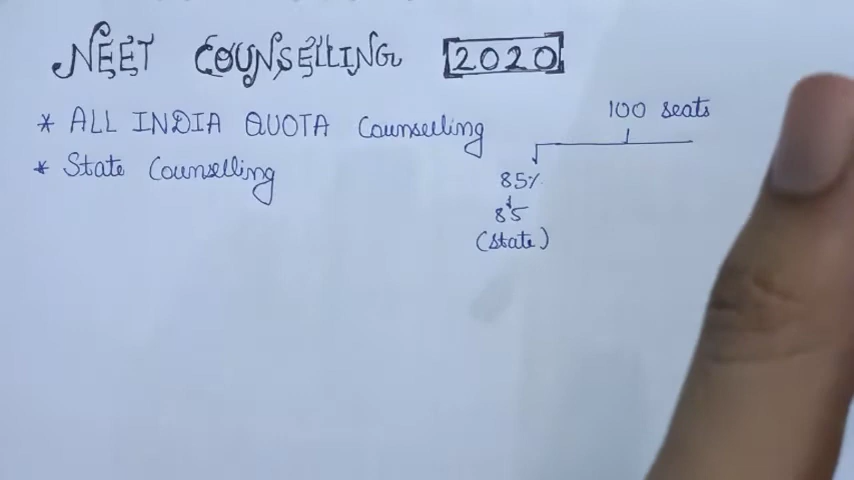 NEET COUNSELLING 2020
* ALL INDIA QUOTA Counselling
* State Counselling
100 seats
85%
85
(State)